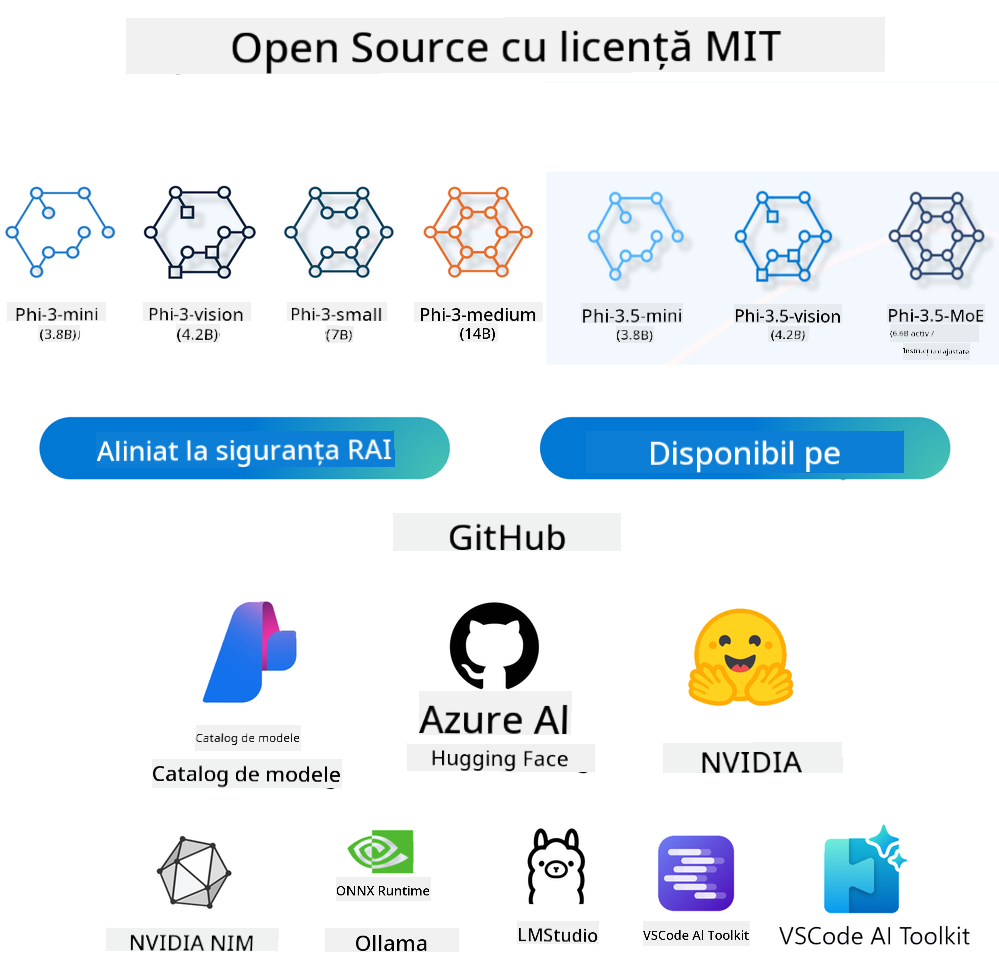 Open Source cu licență MIT
Phi-3-mini
(3.8B)
Phi-3-vision
(4.2B)
Phi-3-small
(7B)
Phi-3-medium
(14B)
Phi-3.5-mini
(3.8B)
Phi-3.5-vision
(4.2B)
Phi-3.5-MoE
(6.6B activ /
Instrucțiuni ajustate
Aliniat la siguranța RAI
Disponibil pe
GitHub
Catalog de modele
Catalog de modele
Azure AI
Hugging Face
NVIDIA
NVIDIA NIM
ONNX Runtime
Ollama
LMStudio
VSCode AI Toolkit
VSCode AI Toolkit